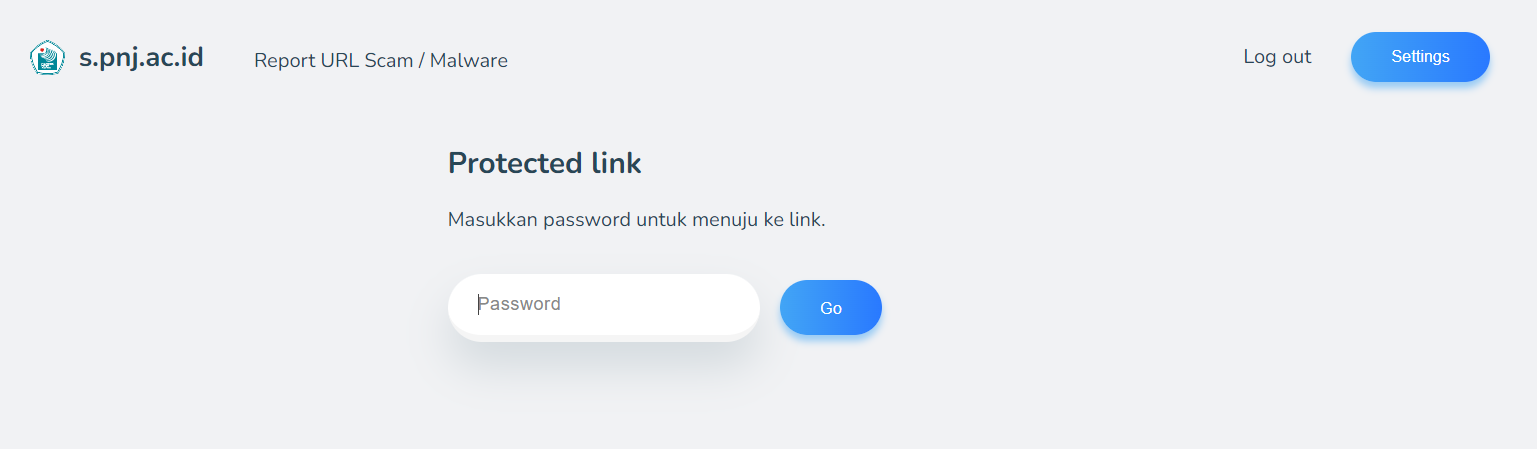 s.pnj.ac.id
Report URL Scam / Malware
Log out
Settings
Protected link
Masukkan password untuk menuju ke link.
Password
Go